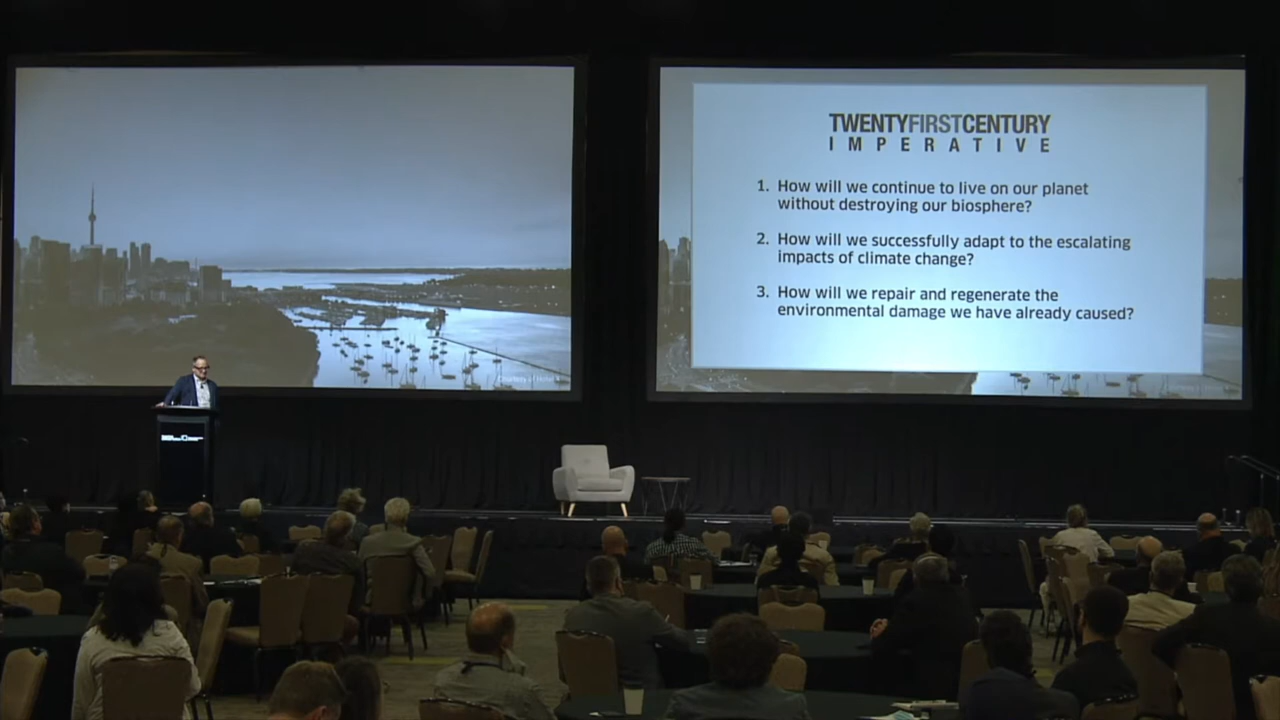 TWENTYFIRSTCENTURY
IMPERATIVE
1. How will we continue to live on our planet
without destroying our biosphere?
2. How will we successfully adapt to the escalating
impacts of climate change?
3. How will we repair and regenerate the
environmental damage we have already caused?